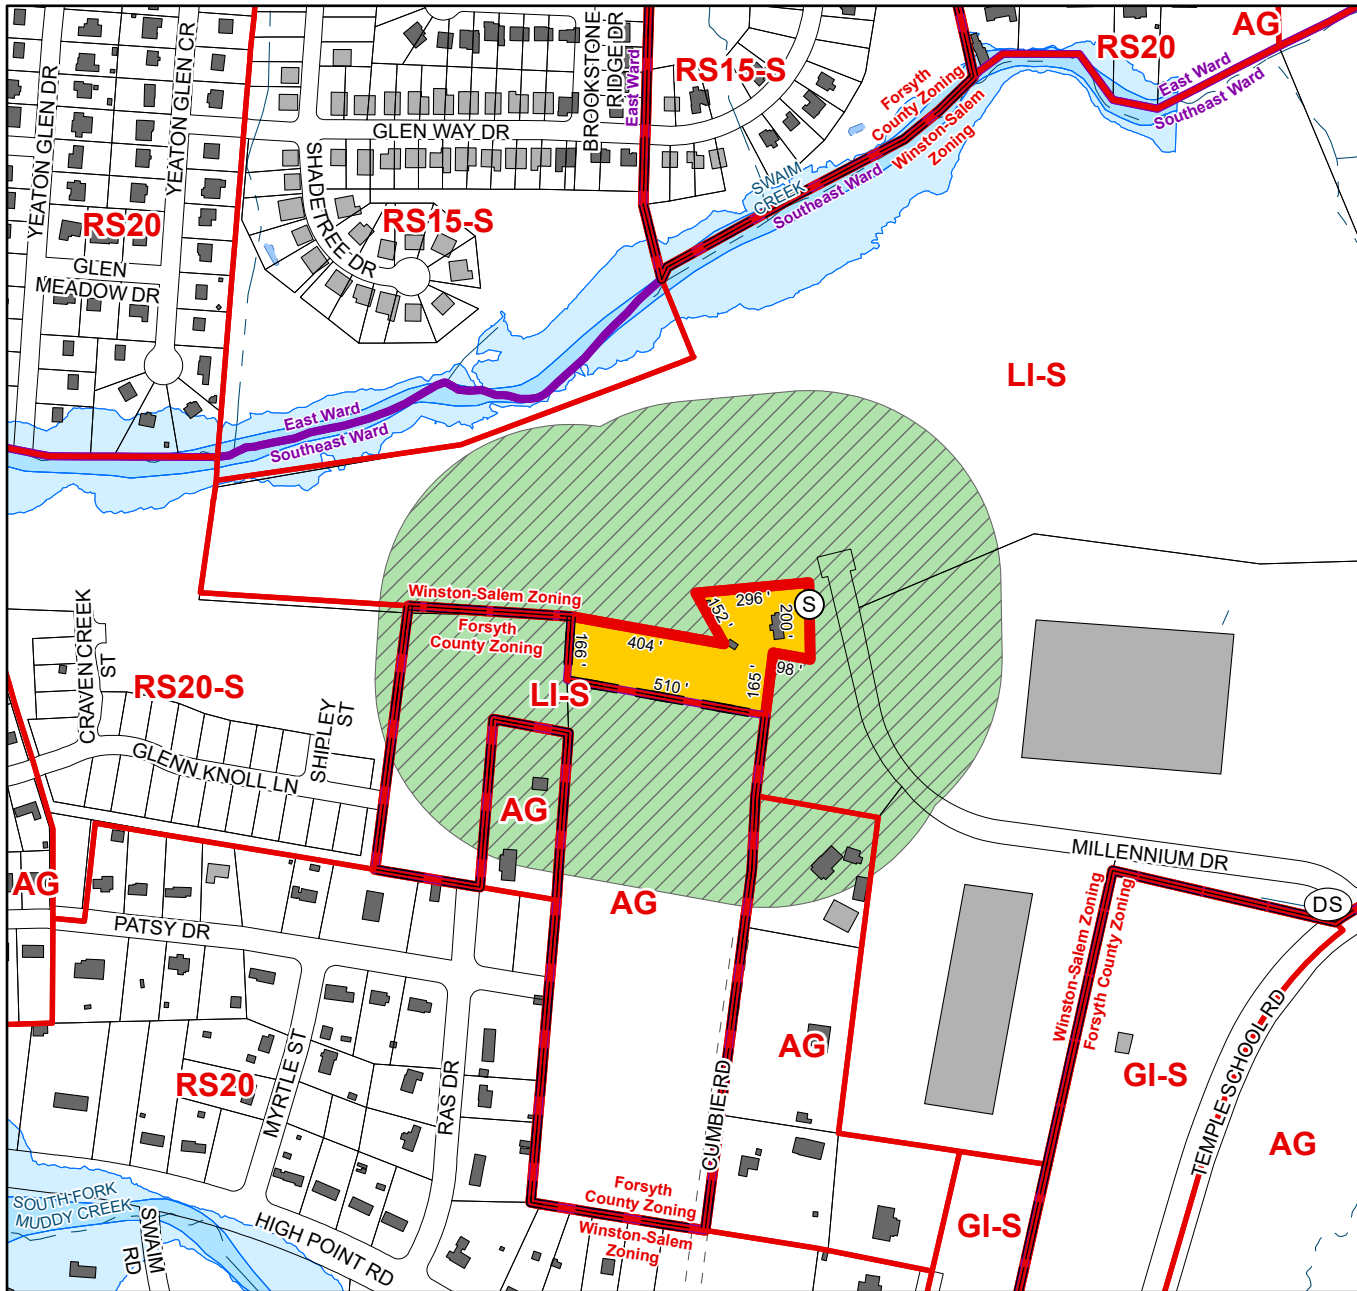 AG
RS20
RS15-S
East Ward
Southeast Ward
Forsyth
County Zoning
Winston-Salem
Zoning
BROOKSTONE
RIDGE DR
East Ward
GLEN WAY DR
YEATON GLEN DR
YEATON GLEN CR
SHADETREE DR
SWAIM
CREEK
Southeast Ward
RS20
RS15-S
GLEN
MEADOW DR
LI-S
East Ward
Southeast Ward
Winston-Salem Zoning
Forsyth
County Zoning
296 '
152 '
200 '
S
404 '
166 '
510 '
165 '
98 '
CRAVEN CREEK
ST
RS20-S
LI-S
SHIPLEY
ST
GLENN KNOLL LN
AG
AG
AG
MILLENNIUM DR
DS
PATSY DR
Winston-Salem Zoning
Forsyth County Zoning
AG
RS20
MYRTLE ST
RAS DR
CUMBIE RD
GI-S
TEMPLE SCHOOL RD
AG
SOUTH FORK
MUDDY CREEK
SWAIM
RD
HIGH POINT RD
Forsyth
County Zoning
Winston-Salem
Zoning
GI-S